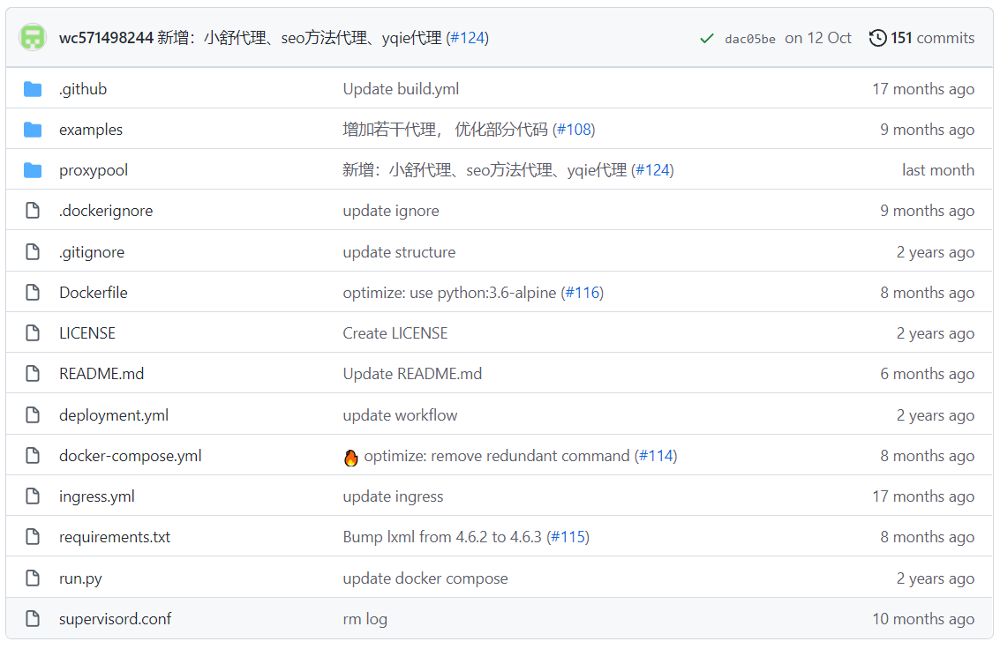 wc571498244 新增：小舒代理、seo方法代理、yqie代理 (#124) dac05be on 12 Oct 151 commits
.github Update build.yml 17 months ago
examples 增加若干代理， 优化部分代码 (#108) 9 months ago
proxypool 新增：小舒代理、seo方法代理、yqie代理 (#124) last month
.dockerignore update ignore 9 months ago
.gitignore update structure 2 years ago
Dockerfile optimize: use python:3.6-alpine (#116) 8 months ago
LICENSE Create LICENSE 2 years ago
README.md Update README.md 6 months ago
deployment.yml update workflow 2 years ago
docker-compose.yml 🔥 optimize: remove redundant command (#114) 8 months ago
ingress.yml update ingress 17 months ago
requirements.txt Bump lxml from 4.6.2 to 4.6.3 (#115) 8 months ago
run.py update docker compose 2 years ago
supervisord.conf rm log 10 months ago